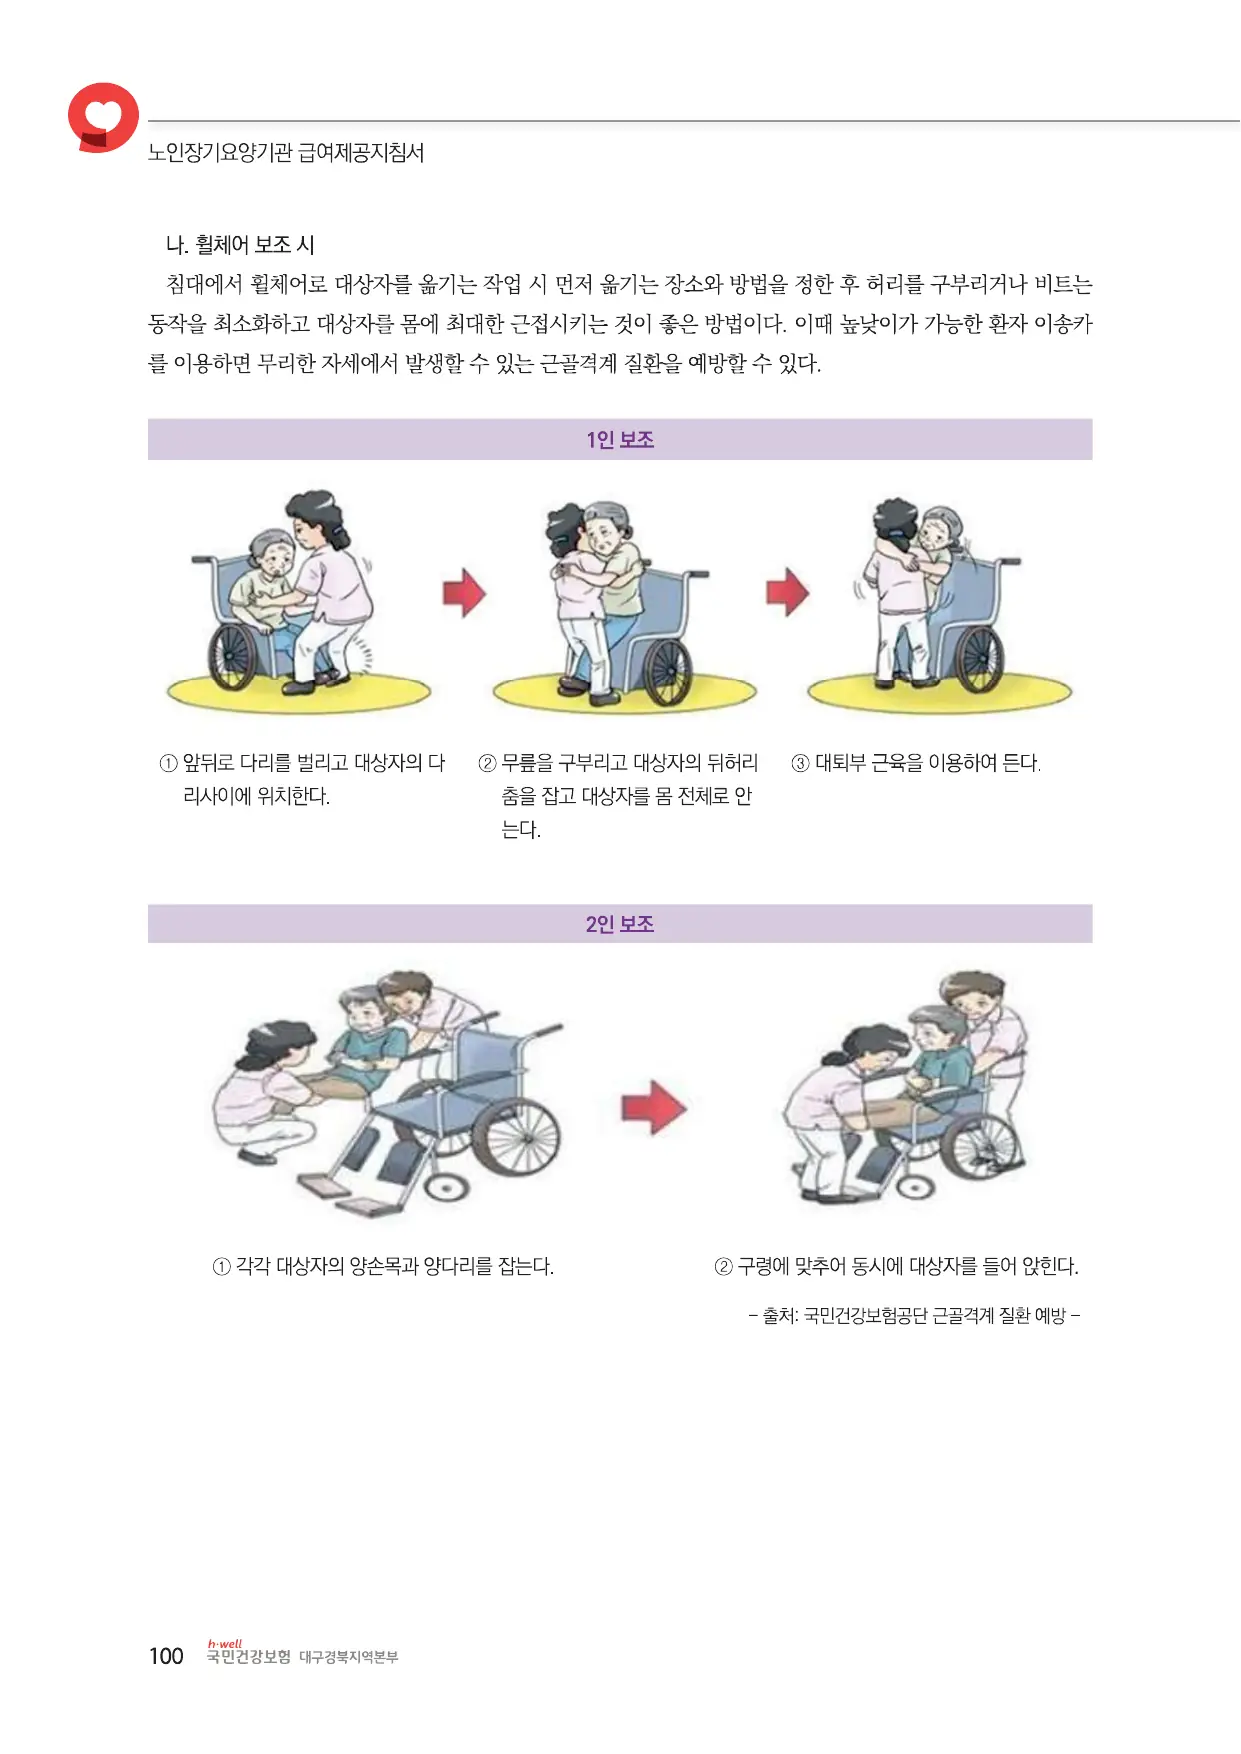 노인장기요양기관 급여제공지침서
나. 휠체어 보조 시
침대에서 휠체어로 대상자를 옮기는 작업 시 먼저 옮기는 장소와 방법을 정한 후 허리를 구부리거나 비트는
동작을 최소화하고 대상자를 몸에 최대한 근접시키는 것이 좋은 방법이다. 이때 높낮이가 가능한 환자 이송카
를 이용하면 무리한 자세에서 발생할 수 있는 근골격계 질환을 예방할 수 있다.
1인 보조
① 앞뒤로 다리를 벌리고 대상자의 다
리사이에 위치한다.
② 무릎을 구부리고 대상자의 뒤허리
춤을 잡고 대상자를 몸 전체로 안
는다.
③ 대퇴부 근육을 이용하여 든다.
2인 보조
① 각각 대상자의 양손목과 양다리를 잡는다.
② 구령에 맞추어 동시에 대상자를 들어 앉힌다.
- 출처: 국민건강보험공단 근골격계 질환 예방 -
100
h·well
국민건강보험 대구경북지역본부